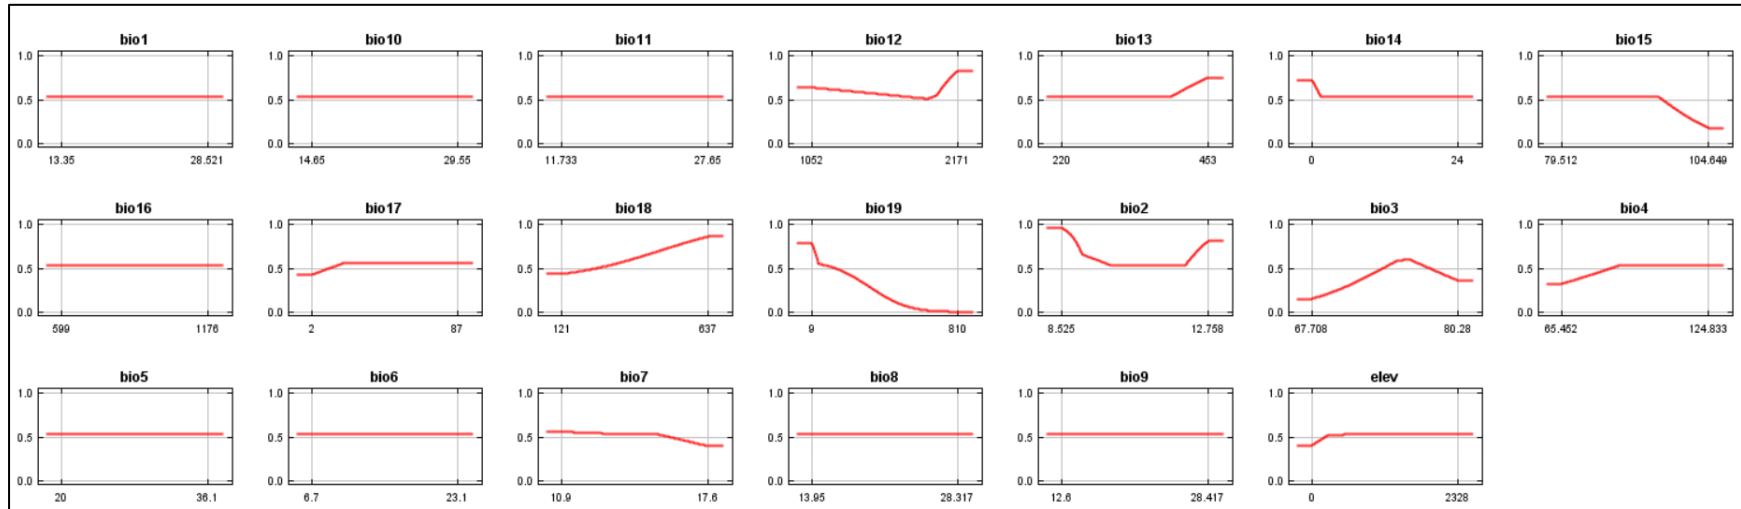 bio1 bio10 bio11 bio12 bio13 bio14 bio15
1.0 1.0 1.0 1.0 1.0 1.0 1.0
0.5 0.5 0.5 0.5 0.5 0.5 0.5
0.0 0.0 0.0 0.0 0.0 0.0 0.0
13.35 28.521 14.65 29.55 11.733 27.65 1052 2171 220 453 0 24 79.512 104.649
bio16 bio17 bio18 bio19 bio2 bio3 bio4
1.0 1.0 1.0 1.0 1.0 1.0 1.0
0.5 0.5 0.5 0.5 0.5 0.5 0.5
0.0 0.0 0.0 0.0 0.0 0.0 0.0
599 1176 2 87 121 637 9 810 8.525 12.758 67.708 80.28 65.452 124.833
bio5 bio6 bio7 bio8 bio9 elev
1.0 1.0 1.0 1.0 1.0 1.0
0.5 0.5 0.5 0.5 0.5 0.5
0.0 0.0 0.0 0.0 0.0 0.0
20 36.1 6.7 23.1 10.9 17.6 13.95 28.317 12.6 28.417 0 2328